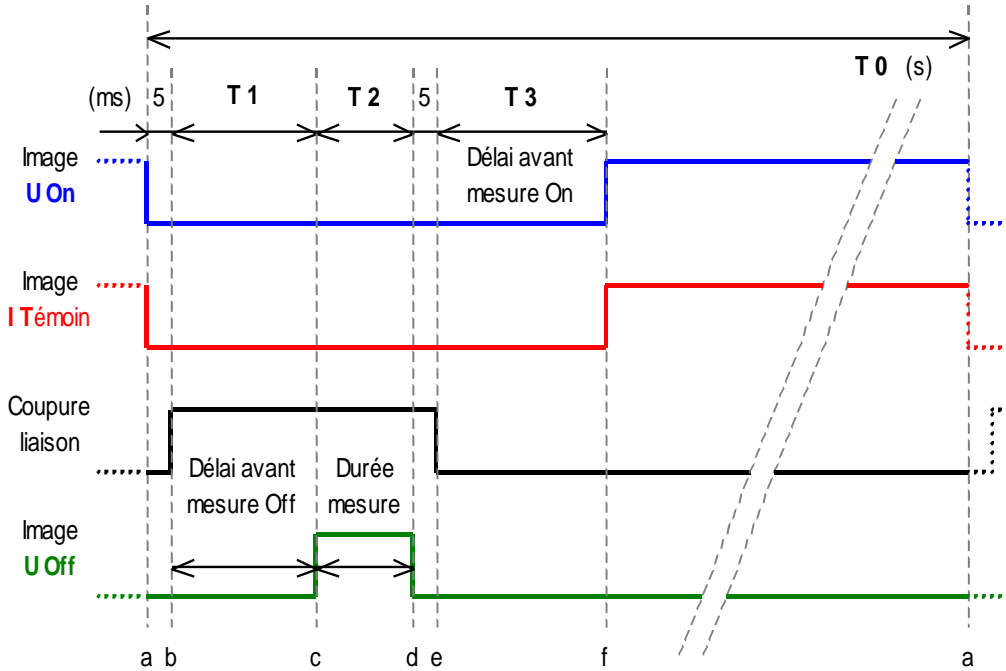 T 0 (s)
(ms) 5 T 1 T 2 5 T 3
Image
U On
Délai avant
mesure On
Image
I Témoin
Coupure
liaison
Délai avant
mesure Off
Durée
mesure
Image
U Off
a b c d e f a